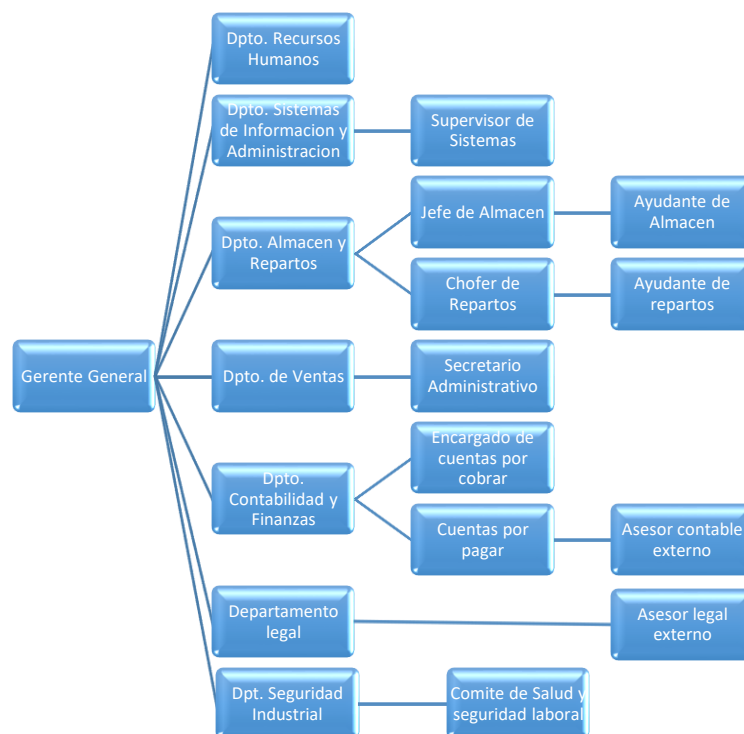 Dpto. Recursos
Humanos
Dpto. Sistemas
de Informacion y
Administracion
Supervisor de
Sistemas
Dpto. Almacen y
Repartos
Jefe de Almacen
Ayudante de
Almacen
Chofer de
Repartos
Ayudante de
repartos
Gerente General
Dpto. de Ventas
Secretario
Administrativo
Dpto.
Contabilidad y
Finanzas
Encargado de
cuentas por
cobrar
Cuentas por
pagar
Asesor contable
externo
Departamento
legal
Asesor legal
externo
Dpt. Seguridad
Industrial
Comite de Salud y
seguridad laboral